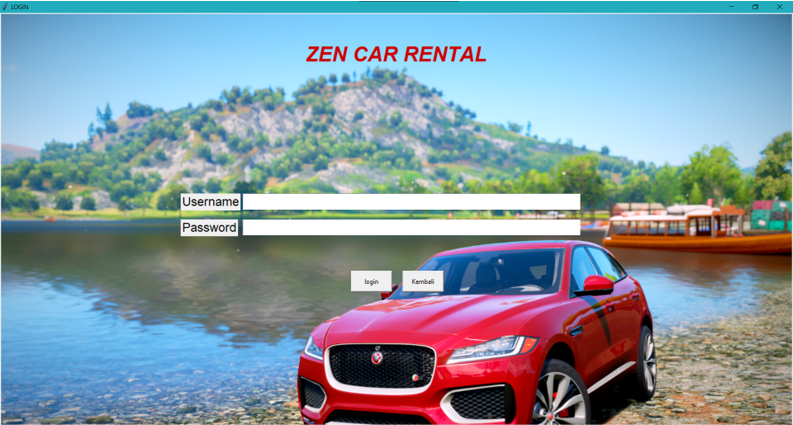 LOGIN
ZEN CAR RENTAL
Username
Password
login Kembali